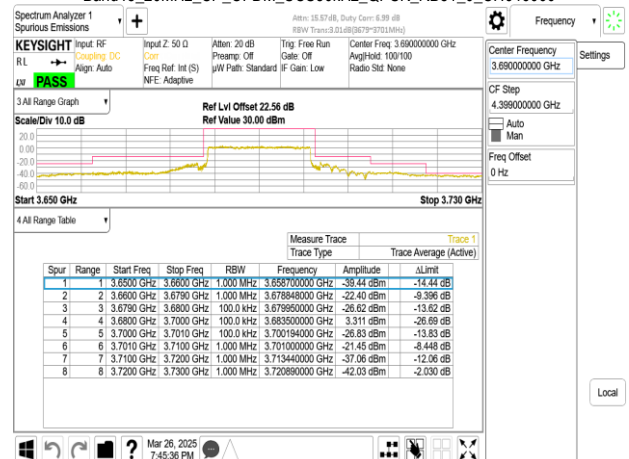 Spectrum Analyzer 1
Spurious Emissions
Attn: 15.57dB, Duty Corr: 6.99 dB
RBW Trans:3.01dB(3679*3701MHz)
Frequency
KEYSIGHT
Input: RF
Input Z: 50 Ω
Atten: 20 dB
Trig: Free Run
Center Freq: 3.690000000 GHz
RL
Coupling: DC
Corr
Preamp: Off
Gate: Off
Avg|Hold: 100/100
Align: Auto
Freq Ref: Int (S)
µW Path: Standard
IF Gain: Low
Radio Std: None
NFE: Adaptive
LXI
PASS
Center Frequency
3.690000000 GHz
Settings
CF Step
4.399000000 GHz
Auto
Man
Freq Offset
0 Hz
3 All Range Graph
Scale/Div 10.0 dB
Ref Lvl Offset 22.56 dB
Ref Value 30.00 dBm
20.0
0.00
-20.0
-40.0
-60.0
Start 3.650 GHz
Stop 3.730 GHz
4 All Range Table
Measure Trace Trace 1
Trace Type Trace Average (Active)
Spur Range Start Freq Stop Freq RBW Frequency Amplitude ΔLimit
1 1 3.6500 GHz 3.6600 GHz 1.000 MHz 3.658700000 GHz -39.44 dBm -14.44 dB
2 2 3.6600 GHz 3.6790 GHz 1.000 MHz 3.678848000 GHz -22.40 dBm -9.396 dB
3 3 3.6790 GHz 3.6800 GHz 100.0 kHz 3.679950000 GHz -26.62 dBm -13.62 dB
4 4 3.6800 GHz 3.7000 GHz 100.0 kHz 3.683500000 GHz 3.311 dBm -26.69 dB
5 5 3.7000 GHz 3.7010 GHz 100.0 kHz 3.700194000 GHz -26.83 dBm -13.83 dB
6 6 3.7010 GHz 3.7100 GHz 1.000 MHz 3.701000000 GHz -21.45 dBm -8.448 dB
7 7 3.7100 GHz 3.7200 GHz 1.000 MHz 3.713440000 GHz -37.06 dBm -12.06 dB
8 8 3.7200 GHz 3.7300 GHz 1.000 MHz 3.720890000 GHz -42.03 dBm -2.030 dB
Local
Mar 26, 2025
7:45:36 PM